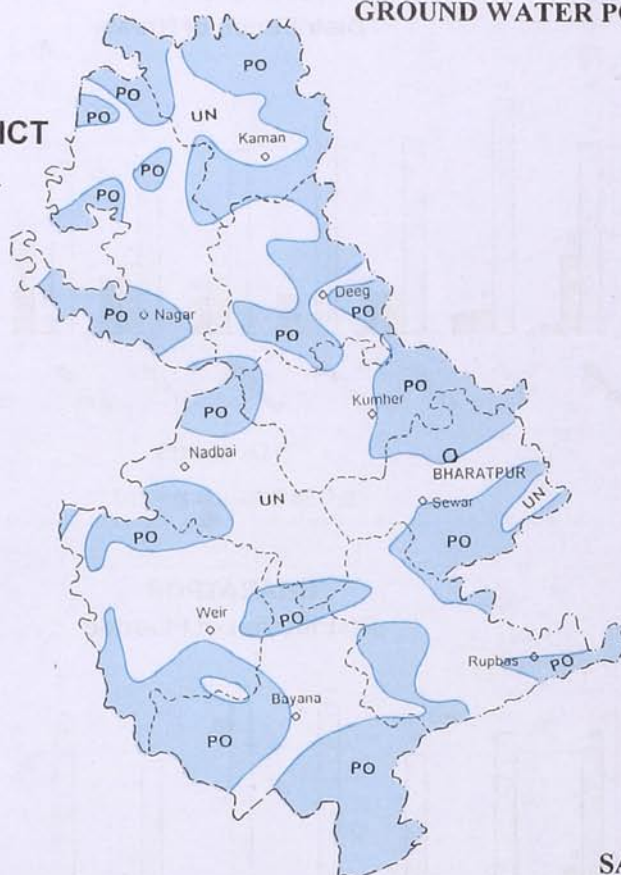 GROUND WATER PO
PO
PO
ICT
PO
UN
Kaman
PO
PO
Deeg
PO
Nagar
PO
PO
PO
Kumher
PO
Nadbai
BHARATPUR
UN
Sewar
UN
PO
PO
Weir
PO
Rupbas
PO
Bayana
PO
PO
SA